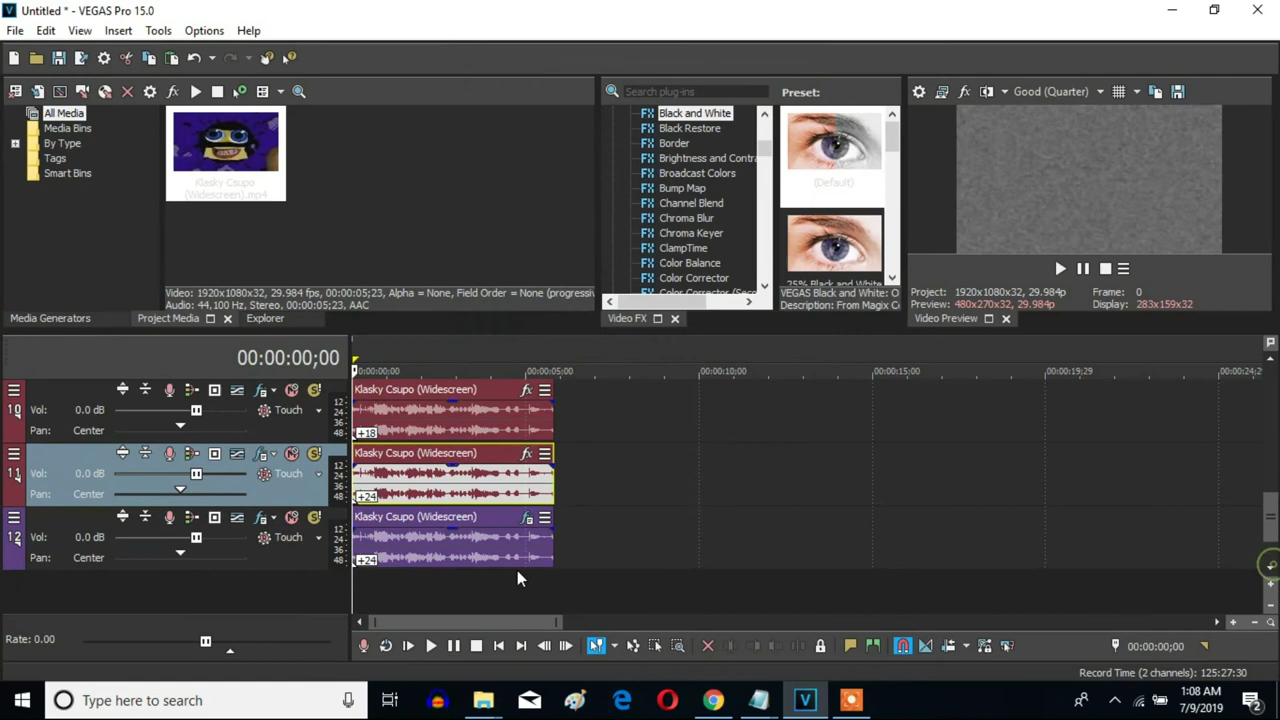 Untitled * - VEGAS Pro 15.0
File Edit View Insert Tools Options Help
All Media
Media Bins
By Type
Tags
Smart Bins
Klasky Csupo
(Widescreen).mp4
Video: 1920x1080x32, 29.984 fps, 00:00:05;23, Alpha = None, Field Order = None (progressiv
Audio: 44,100 Hz, Stereo, 00:00:05;23, AAC
Media Generators
Project Media
Explorer
Search plug-ins
Black and White
Black Restore
Border
Brightness and Contra
Broadcast Colors
Bump Map
Channel Blend
Chroma Blur
Chroma Keyer
ClampTime
Color Balance
Color Corrector
Color Corrector (Seco
Video FX
Preset:
(Default)
25% Black and White
VEGAS Black and White: O
Description: From Magix C
Good (Quarter)
Project: 1920x1080x32, 29.984p
Frame: 0
Preview: 480x270x32, 29.984p
Display: 283x159x32
Video Preview
00:00:00;00
0:00:00;00 00:00:05;00 00:00:10;00 00:00:15;00 00:00:19;29 00:00:24;2
10
Vol: 0.0 dB Touch
Pan: Center
12-
24-
36-
48-
Klasky Csupo (Widescreen) fx
+18
11
Vol: 0.0 dB Touch
Pan: Center
12-
24-
36-
48-
Klasky Csupo (Widescreen) fx
+24
12
Vol: 0.0 dB Touch
Pan: Center
12-
24-
36-
48-
Klasky Csupo (Widescreen)
+24
Rate: 0.00
00:00:00;00
Record Time (2 channels): 125:27:30
Type here to search
1:08 AM
7/9/2019
2